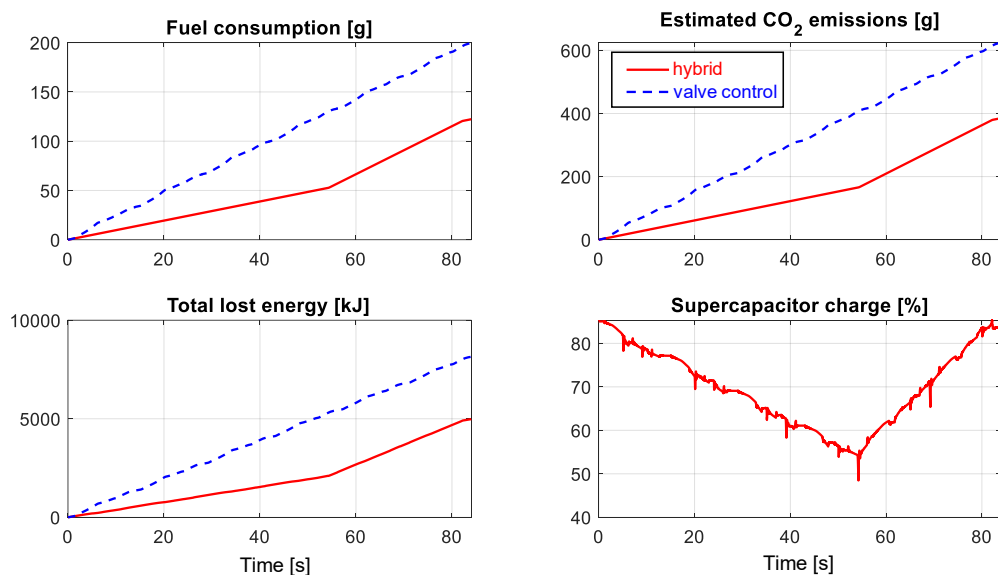 Fuel consumption [g]
200
150
100
50
0
0 20 40 60 80
Estimated CO2 emissions [g]
600
400
200
0
0 20 40 60 80
hybrid
valve control
Total lost energy [kJ]
10000
5000
0
0 20 40 60 80
Time [s]
Supercapacitor charge [%]
80
70
60
50
40
0 20 40 60 80
Time [s]